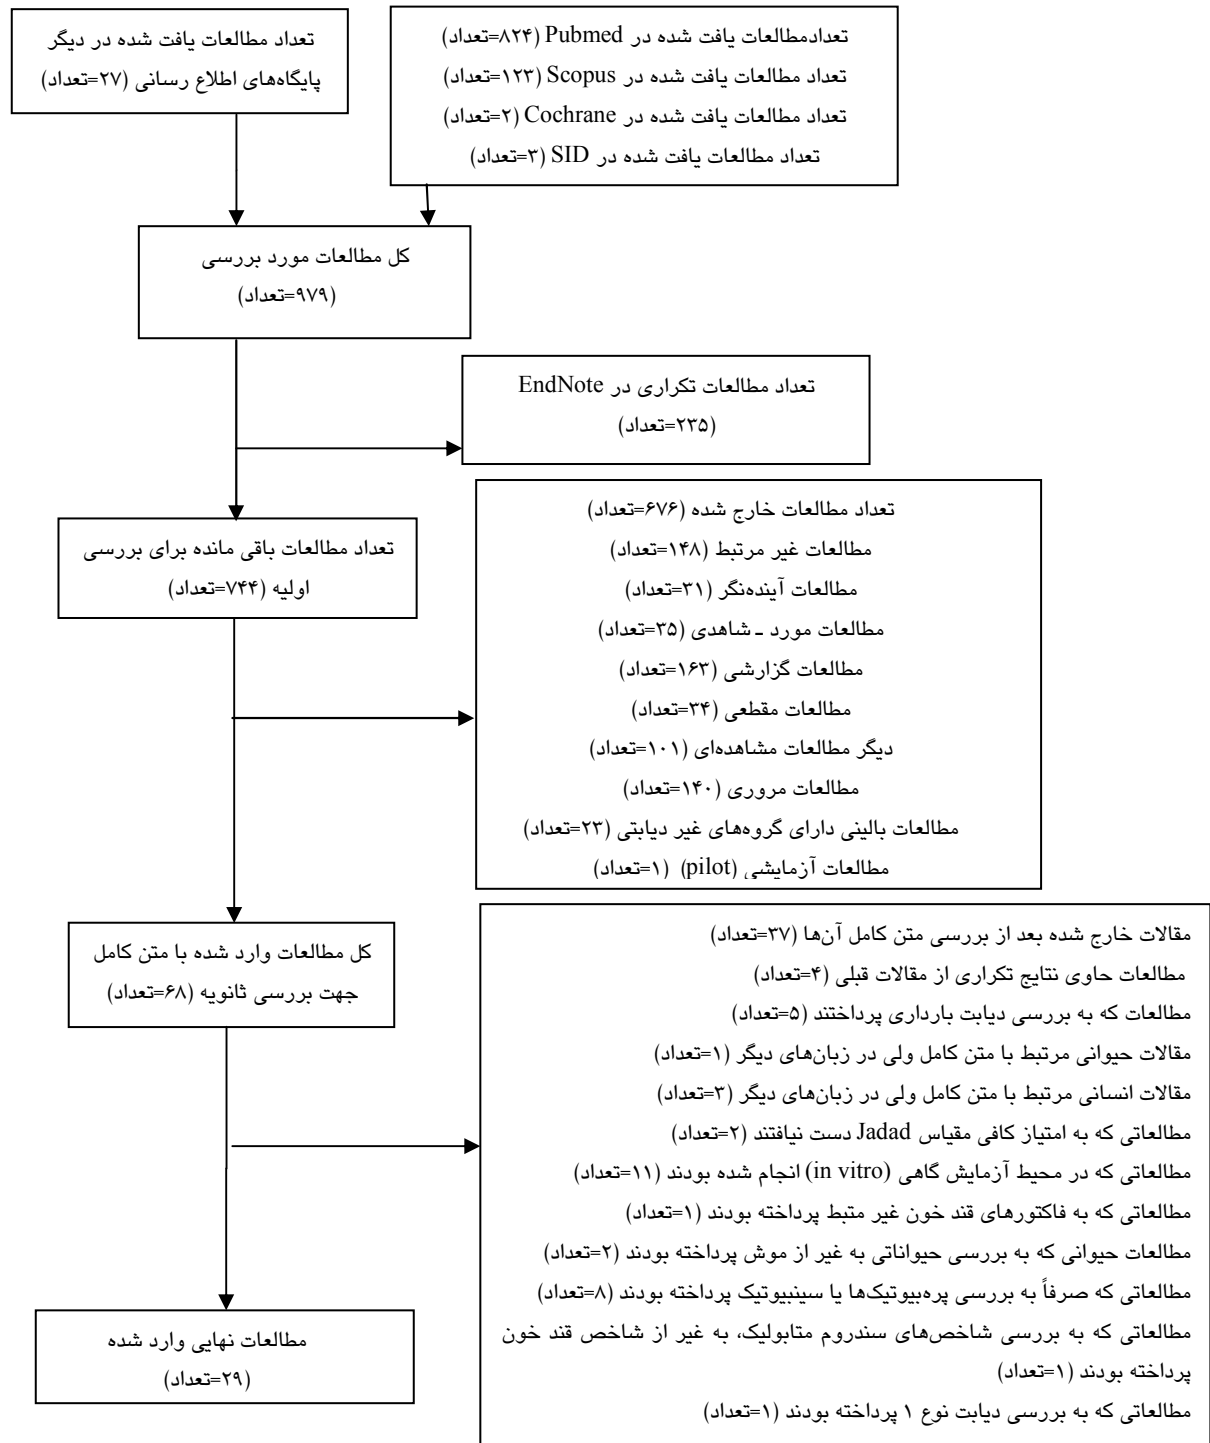 تعداد مطالعات یافت شده در دیگر
پایگاه‌های اطلاع رسانی (۲۷=تعداد)
تعدادمطالعات یافت شده در Pubmed (۸۲۴=تعداد)
تعداد مطالعات یافت شده در Scopus (۱۲۳=تعداد)
تعداد مطالعات یافت شده در Cochrane (۲=تعداد)
تعداد مطالعات یافت شده در SID (۳=تعداد)
کل مطالعات مورد بررسی
(۹۷۹=تعداد)
تعداد مطالعات تکراری در EndNote
(۲۳۵=تعداد)
تعداد مطالعات باقی مانده برای بررسی
اولیه (۷۴۴=تعداد)
تعداد مطالعات خارج شده (۶۷۶=تعداد)
مطالعات غیر مرتبط (۱۴۸=تعداد)
مطالعات آینده‌نگر (۳۱=تعداد)
مطالعات مورد ـ شاهدی (۳۵=تعداد)
مطالعات گزارشی (۱۶۳=تعداد)
مطالعات مقطعی (۳۴=تعداد)
دیگر مطالعات مشاهده‌ای (۱۰۱=تعداد)
مطالعات مروری (۱۴۰=تعداد)
مطالعات بالینی دارای گروه‌های غیر دیابتی (۲۳=تعداد)
مطالعات آزمایشی (pilot) (۱=تعداد)
کل مطالعات وارد شده با متن کامل
جهت بررسی ثانویه (۶۸=تعداد)
مقالات خارج شده بعد از بررسی متن کامل آن‌ها (۳۷=تعداد)
مطالعات حاوی نتایج تکراری از مقالات قبلی (۴=تعداد)
مطالعات که به بررسی دیابت بارداری پرداختند (۵=تعداد)
مقالات حیوانی مرتبط با متن کامل ولی در زبان‌های دیگر (۱=تعداد)
مقالات انسانی مرتبط با متن کامل ولی در زبان‌های دیگر (۳=تعداد)
مطالعاتی که به امتیاز کافی مقیاس Jadad دست نیافتند (۲=تعداد)
مطالعاتی که در محیط آزمایش گاهی (in vitro) انجام شده بودند (۱۱=تعداد)
مطالعاتی که به فاکتورهای قند خون غیر متبط پرداخته بودند (۱=تعداد)
مطالعات حیوانی که به بررسی حیواناتی به غیر از موش پرداخته بودند (۲=تعداد)
مطالعاتی که صرفاً به بررسی پره‌بیوتیک‌ها یا سینبیوتیک پرداخته بودند (۸=تعداد)
مطالعاتی که به بررسی شاخص‌های سندروم متابولیک، به غیر از شاخص قند خون
پرداخته بودند (۱=تعداد)
مطالعاتی که به بررسی دیابت نوع ۱ پرداخته بودند (۱=تعداد)
مطالعات نهایی وارد شده
(۲۹=تعداد)